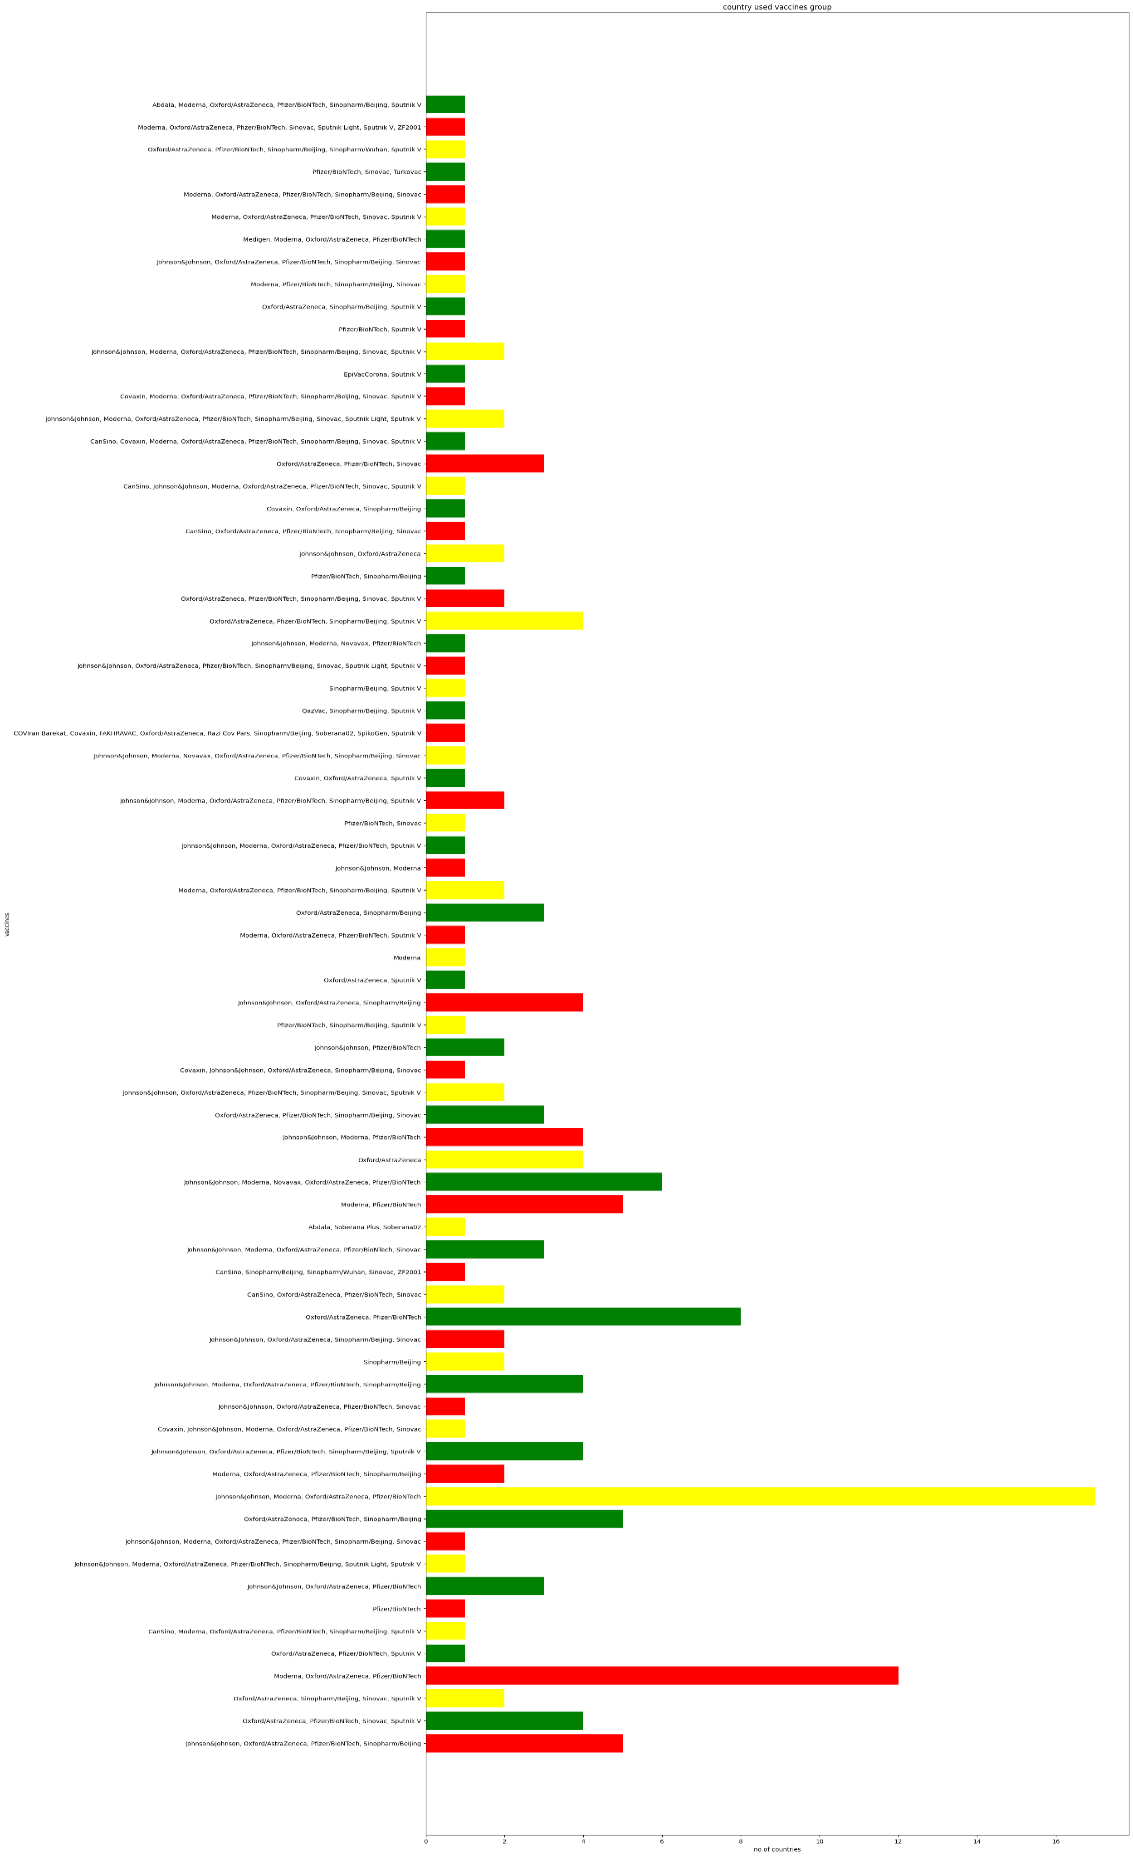 country used vaccines group
Abdala, Moderna, Oxford/AstraZeneca, Pfizer/BioNTech, Sinopharm/Beijing, Sputnik V
Moderna, Oxford/AstraZeneca, Pfizer/BioNTech, Sinovac, Sputnik Light, Sputnik V, ZF2001
Oxford/AstraZeneca, Pfizer/BioNTech, Sinopharm/Beijing, Sinopharm/Wuhan, Sputnik V
Pfizer/BioNTech, Sinovac, Turkovac
Moderna, Oxford/AstraZeneca, Pfizer/BioNTech, Sinopharm/Beijing, Sinovac
Moderna, Oxford/AstraZeneca, Pfizer/BioNTech, Sinovac, Sputnik V
Medigen, Moderna, Oxford/AstraZeneca, Pfizer/BioNTech
Johnson&Johnson, Oxford/AstraZeneca, Pfizer/BioNTech, Sinopharm/Beijing, Sinovac
Moderna, Pfizer/BioNTech, Sinopharm/Beijing, Sinovac
Oxford/AstraZeneca, Sinopharm/Beijing, Sputnik V
Pfizer/BioNTech, Sputnik V
Johnson&Johnson, Moderna, Oxford/AstraZeneca, Pfizer/BioNTech, Sinopharm/Beijing, Sinovac, Sputnik V
EpiVacCorona, Sputnik V
Covaxin, Moderna, Oxford/AstraZeneca, Pfizer/BioNTech, Sinopharm/Beijing, Sinovac, Sputnik V
Johnson&Johnson, Moderna, Oxford/AstraZeneca, Pfizer/BioNTech, Sinopharm/Beijing, Sinovac, Sputnik Light, Sputnik V
CanSino, Covaxin, Moderna, Oxford/AstraZeneca, Pfizer/BioNTech, Sinopharm/Beijing, Sinovac, Sputnik V
Oxford/AstraZeneca, Pfizer/BioNTech, Sinovac
CanSino, Johnson&Johnson, Moderna, Oxford/AstraZeneca, Pfizer/BioNTech, Sinovac, Sputnik V
Covaxin, Oxford/AstraZeneca, Sinopharm/Beijing
CanSino, Oxford/AstraZeneca, Pfizer/BioNTech, Sinopharm/Beijing, Sinovac
Johnson&Johnson, Oxford/AstraZeneca
Pfizer/BioNTech, Sinopharm/Beijing
Oxford/AstraZeneca, Pfizer/BioNTech, Sinopharm/Beijing, Sinovac, Sputnik V
Oxford/AstraZeneca, Pfizer/BioNTech, Sinopharm/Beijing, Sputnik V
Johnson&Johnson, Moderna, Novavax, Pfizer/BioNTech
Johnson&Johnson, Oxford/AstraZeneca, Pfizer/BioNTech, Sinopharm/Beijing, Sinovac, Sputnik Light, Sputnik V
Sinopharm/Beijing, Sputnik V
QazVac, Sinopharm/Beijing, Sputnik V
COVIran Barekat, Covaxin, FAKHRAVAC, Oxford/AstraZeneca, Razi Cov Pars, Sinopharm/Beijing, Soberana02, SpikoGen, Sputnik V
Johnson&Johnson, Moderna, Novavax, Oxford/AstraZeneca, Pfizer/BioNTech, Sinopharm/Beijing, Sinovac
Covaxin, Oxford/AstraZeneca, Sputnik V
Johnson&Johnson, Moderna, Oxford/AstraZeneca, Pfizer/BioNTech, Sinopharm/Beijing, Sputnik V
Pfizer/BioNTech, Sinovac
Johnson&Johnson, Moderna, Oxford/AstraZeneca, Pfizer/BioNTech, Sputnik V
Johnson&Johnson, Moderna
Moderna, Oxford/AstraZeneca, Pfizer/BioNTech, Sinopharm/Beijing, Sputnik V
Oxford/AstraZeneca, Sinopharm/Beijing
Moderna, Oxford/AstraZeneca, Pfizer/BioNTech, Sputnik V
Moderna
Oxford/AstraZeneca, Sputnik V
Johnson&Johnson, Oxford/AstraZeneca, Sinopharm/Beijing
Pfizer/BioNTech, Sinopharm/Beijing, Sputnik V
Johnson&Johnson, Pfizer/BioNTech
Covaxin, Johnson&Johnson, Oxford/AstraZeneca, Sinopharm/Beijing, Sinovac
Johnson&Johnson, Oxford/AstraZeneca, Pfizer/BioNTech, Sinopharm/Beijing, Sinovac, Sputnik V
Oxford/AstraZeneca, Pfizer/BioNTech, Sinopharm/Beijing, Sinovac
Johnson&Johnson, Moderna, Pfizer/BioNTech
Oxford/AstraZeneca
Johnson&Johnson, Moderna, Novavax, Oxford/AstraZeneca, Pfizer/BioNTech
Moderna, Pfizer/BioNTech
Abdala, Soberana Plus, Soberana02
Johnson&Johnson, Moderna, Oxford/AstraZeneca, Pfizer/BioNTech, Sinovac
CanSino, Sinopharm/Beijing, Sinopharm/Wuhan, Sinovac, ZF2001
CanSino, Oxford/AstraZeneca, Pfizer/BioNTech, Sinovac
Oxford/AstraZeneca, Pfizer/BioNTech
Johnson&Johnson, Oxford/AstraZeneca, Sinopharm/Beijing, Sinovac
Sinopharm/Beijing
Johnson&Johnson, Moderna, Oxford/AstraZeneca, Pfizer/BioNTech, Sinopharm/Beijing
Johnson&Johnson, Oxford/AstraZeneca, Pfizer/BioNTech, Sinovac
Covaxin, Johnson&Johnson, Moderna, Oxford/AstraZeneca, Pfizer/BioNTech, Sinovac
Johnson&Johnson, Oxford/AstraZeneca, Pfizer/BioNTech, Sinopharm/Beijing, Sputnik V
Moderna, Oxford/AstraZeneca, Pfizer/BioNTech, Sinopharm/Beijing
Johnson&Johnson, Moderna, Oxford/AstraZeneca, Pfizer/BioNTech
Oxford/AstraZeneca, Pfizer/BioNTech, Sinopharm/Beijing
Johnson&Johnson, Moderna, Oxford/AstraZeneca, Pfizer/BioNTech, Sinopharm/Beijing, Sinovac
Johnson&Johnson, Moderna, Oxford/AstraZeneca, Pfizer/BioNTech, Sinopharm/Beijing, Sputnik Light, Sputnik V
Johnson&Johnson, Oxford/AstraZeneca, Pfizer/BioNTech
Pfizer/BioNTech
CanSino, Moderna, Oxford/AstraZeneca, Pfizer/BioNTech, Sinopharm/Beijing, Sputnik V
Oxford/AstraZeneca, Pfizer/BioNTech, Sputnik V
Moderna, Oxford/AstraZeneca, Pfizer/BioNTech
Oxford/AstraZeneca, Sinopharm/Beijing, Sinovac, Sputnik V
Oxford/AstraZeneca, Pfizer/BioNTech, Sinovac, Sputnik V
Johnson&Johnson, Oxford/AstraZeneca, Pfizer/BioNTech, Sinopharm/Beijing
vaccines
0 2 4 6 8 10 12 14 16
no of countries